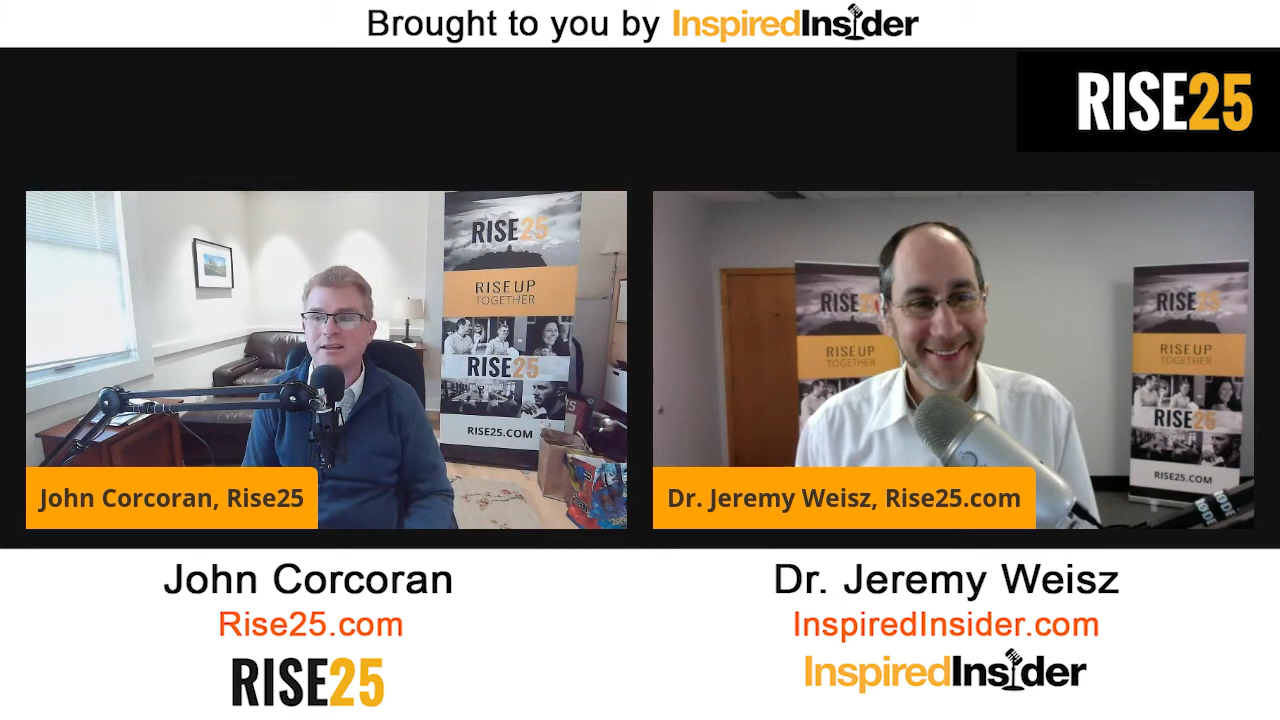 Brought to you by InspiredInsider
RISE25
RISE25
RISE UP
TOGETHER
RISE25
RISE25.COM
RISE25
RISE UP
TOGETHER
RISE25
RISE UP
TOGETHER
RISE25
RISE25.COM
John Corcoran, Rise25
Dr. Jeremy Weisz, Rise25.com
John Corcoran
Dr. Jeremy Weisz
Rise25.com
InspiredInsider.com
RISE25
InspiredInsider